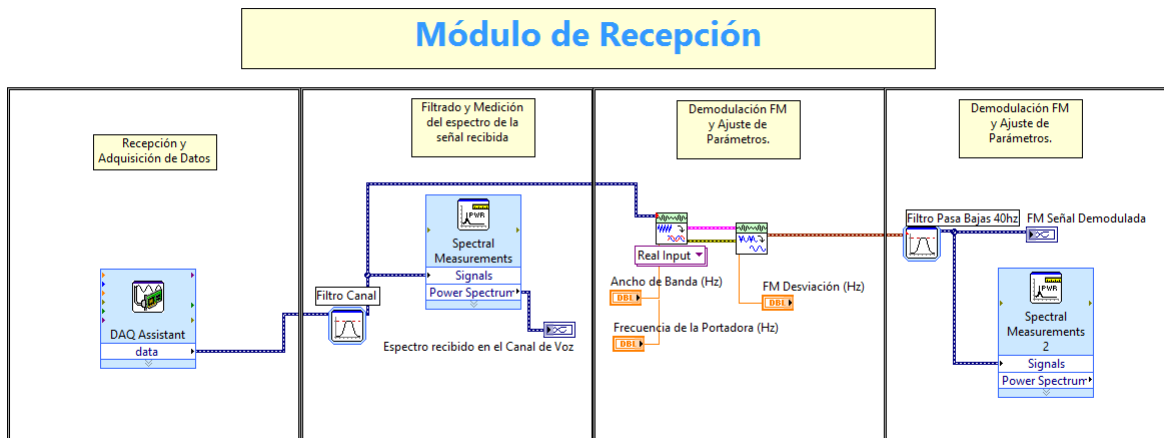 Módulo de Recepción
Recepción y
Adquisición de Datos
DAQ Assistant
data
Filtrado y Medición
del espectro de la
señal recibida
PWR
Spectral
Measurements
Signals
Power Spectrum
Filtro Canal
Espectro recibido en el Canal de Voz
Demodulación FM
y Ajuste de
Parámetros.
Real Input
Ancho de Banda (Hz)
DBL
Frecuencia de la Portadora (Hz)
DBL
FM Desviación (Hz)
DBL
Demodulación FM
y Ajuste de
Parámetros.
Filtro Pasa Bajas 40hz
FM Señal Demodulada
PWR
Spectral
Measurements
2
Signals
Power Spectrum